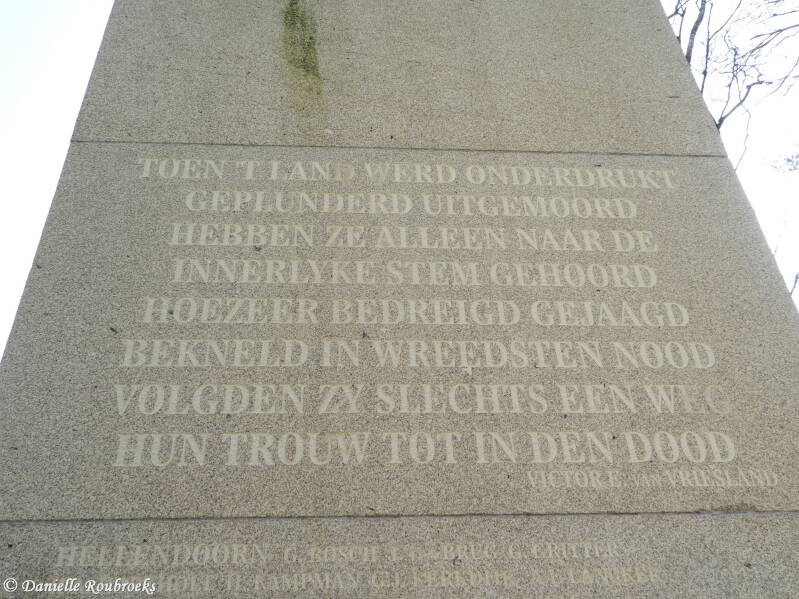 TOEN 'T LAND WERD ONDERDRUKT
GEPLUNDERD UITGEMOORD
HEBBEN ZE ALLEEN NAAR DE
INNERLYKE STEM GEHOORD
HOEZEER BEDREIGD GEJAAGD
BEKNELD IN WREEDSTEN NOOD
VOLGDEN ZY SLECHTS EEN WEG
HUN TROUW TOT IN DEN DOOD
VICTOR E. VAN VRIESLAND
HELLENDOORN G. BOSCH J. G.
H. KAMPMAN
© Danielle Roubroeks